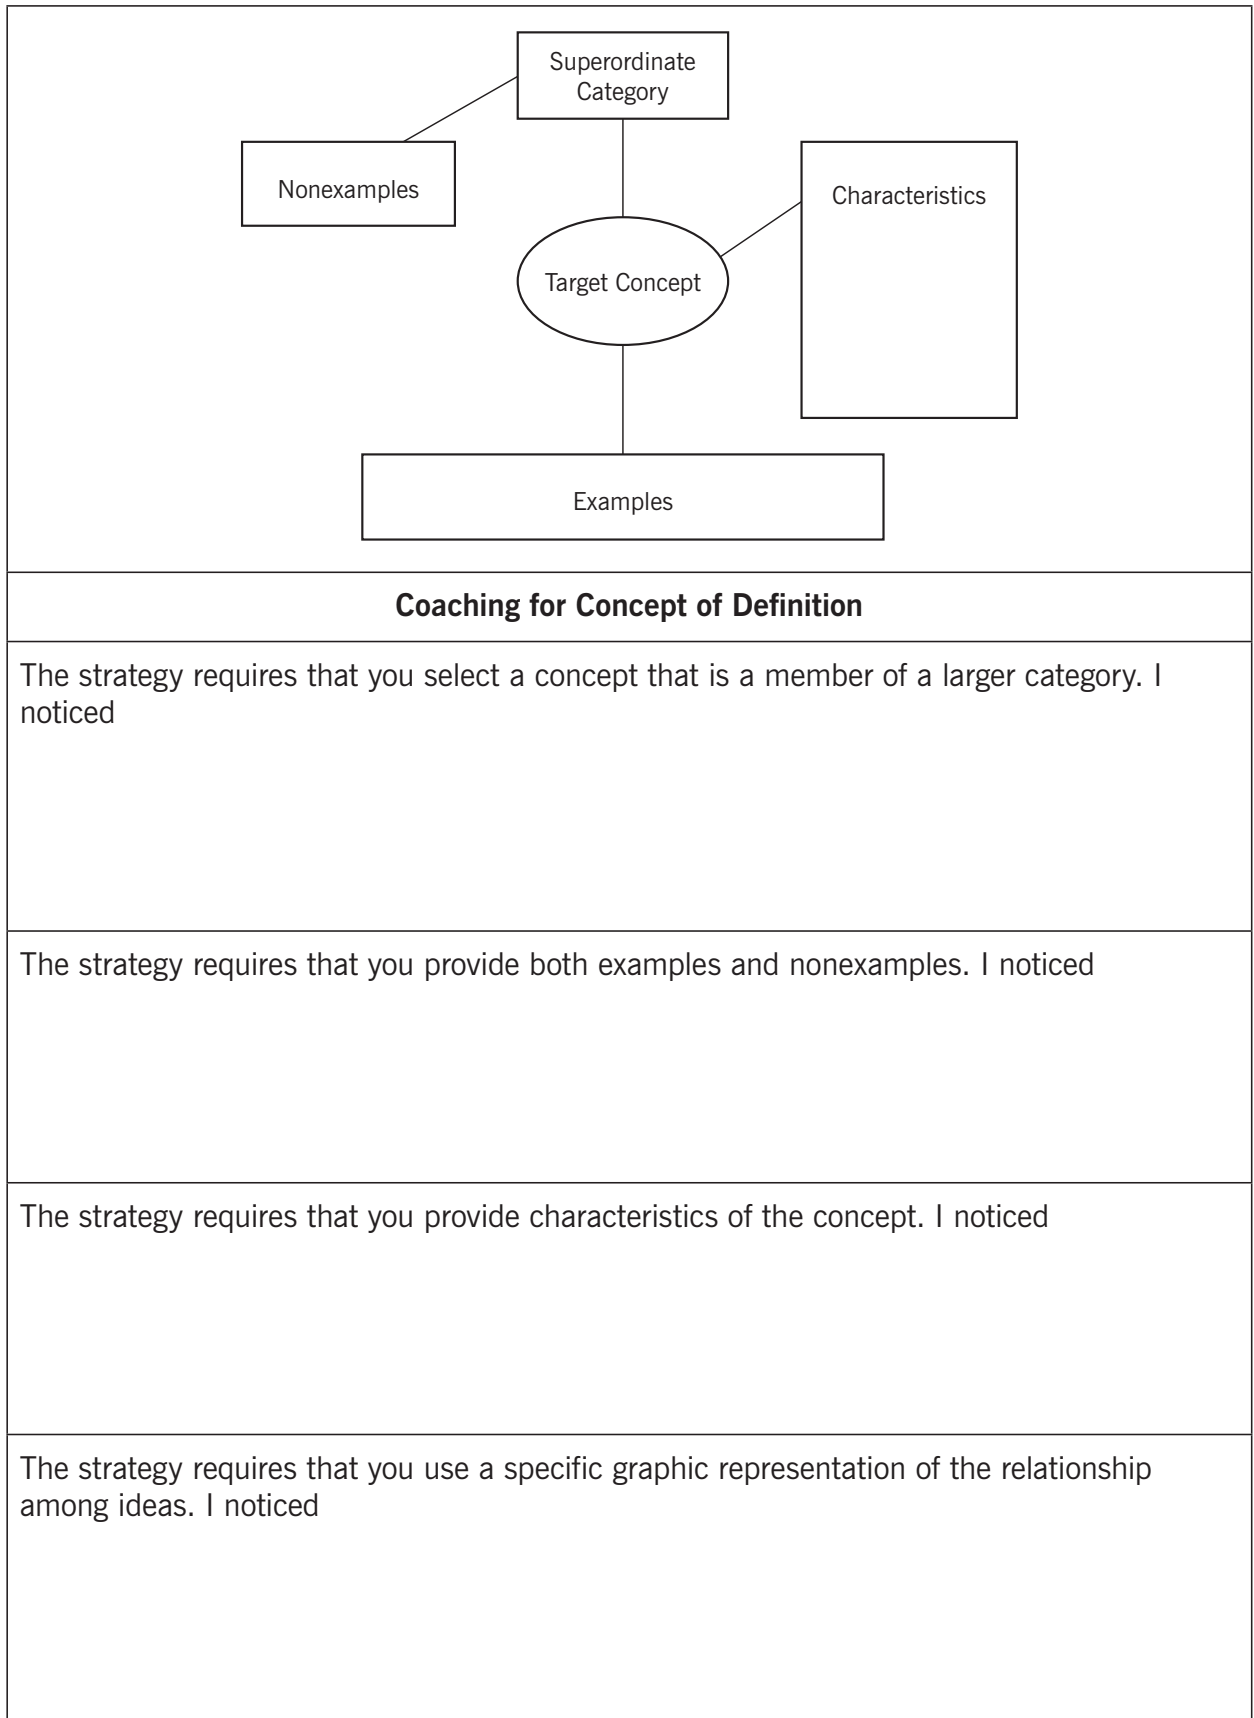 Superordinate
Category
Nonexamples
Characteristics
Target Concept
Examples
Coaching for Concept of Definition
The strategy requires that you select a concept that is a member of a larger category. I
noticed
The strategy requires that you provide both examples and nonexamples. I noticed
The strategy requires that you provide characteristics of the concept. I noticed
The strategy requires that you use a specific graphic representation of the relationship
among ideas. I noticed